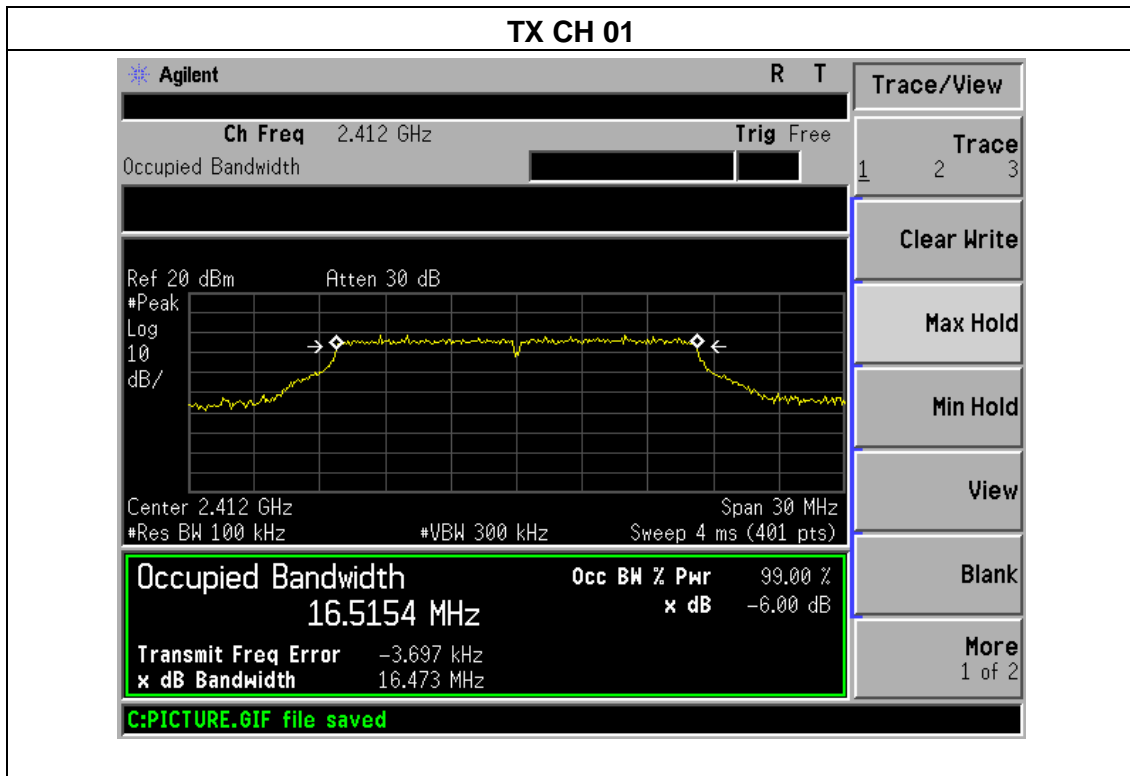 TX CH 01
Agilent R T
Ch Freq 2.412 GHz Trig Free
Occupied Bandwidth
Ref 20 dBm Atten 30 dB
#Peak
Log
10
dB/
Center 2.412 GHz Span 30 MHz
#Res BW 100 kHz #VBW 300 kHz Sweep 4 ms (401 pts)
Occupied Bandwidth Occ BW % Pwr 99.00 %
16.5154 MHz x dB -6.00 dB
Transmit Freq Error -3.697 kHz
x dB Bandwidth 16.473 MHz
C:PICTURE.GIF file saved
Trace/View
Trace
1 2 3
Clear Write
Max Hold
Min Hold
View
Blank
More
1 of 2